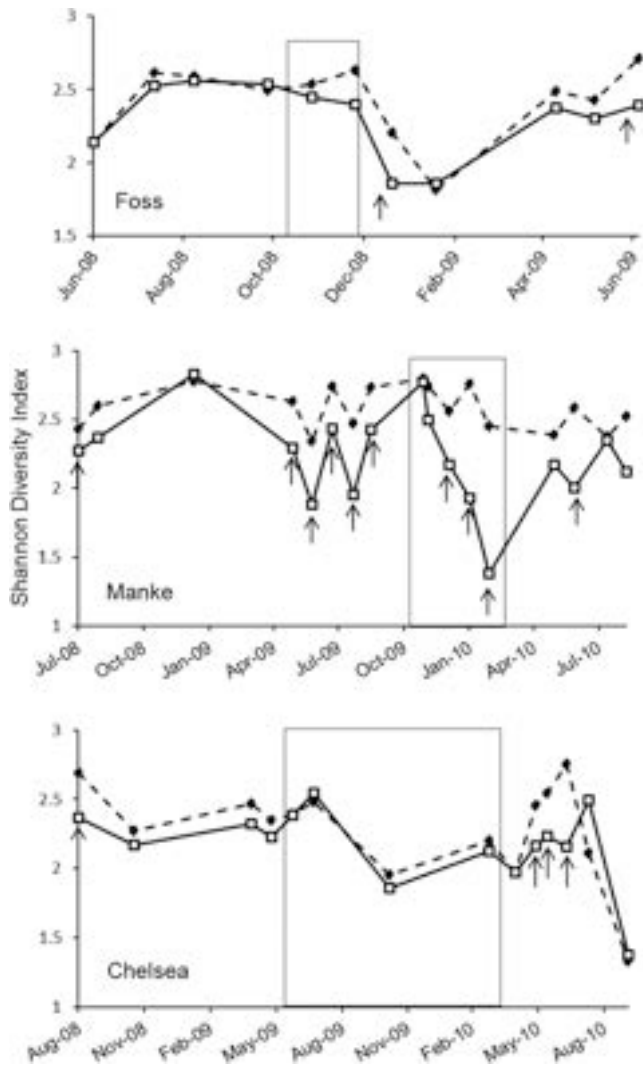 3
2.5
2
1.5
Foss
Jun-08 Aug-08 Oct-08 Dec-08 Feb-09 Apr-09 Jun-09
Shannon Diversity Index
3
2.5
2
1.5
1
Manke
Jul-08 Oct-08 Jan-09 Apr-09 Jul-09 Oct-09 Jan-10 Apr-10 Jul-10
3
2.5
2
1.5
1
Chelsea
Aug-08 Nov-08 Feb-09 May-09 Aug-09 Nov-09 Feb-10 May-10 Aug-10